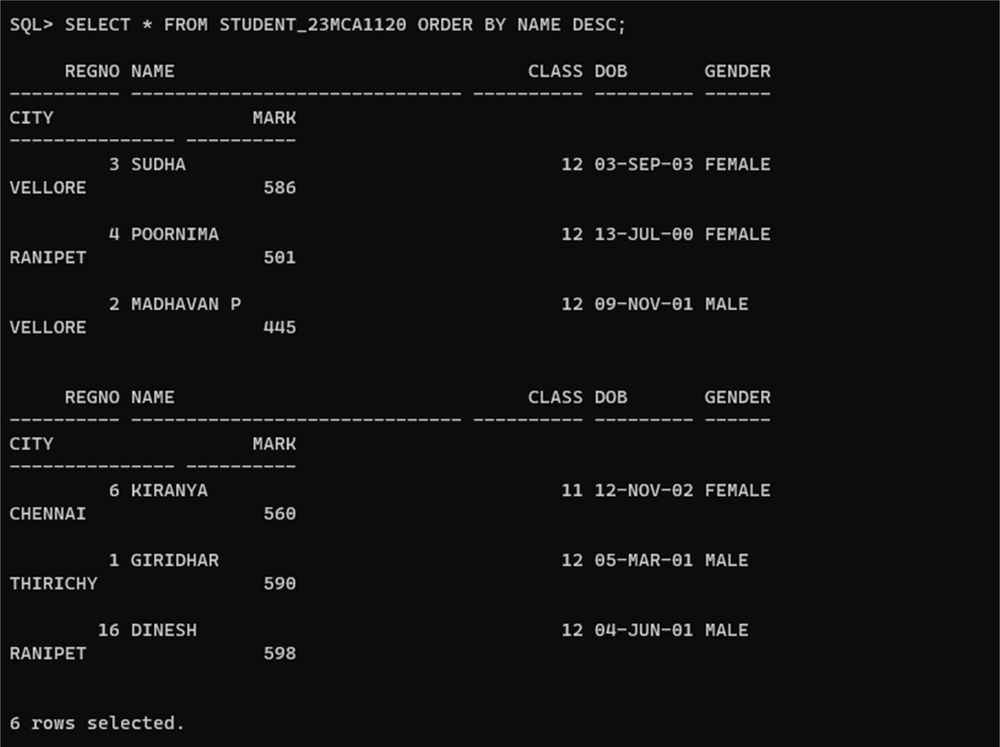 SQL> SELECT * FROM STUDENT_23MCA1120 ORDER BY NAME DESC;
     REGNO NAME                                CLASS DOB       GENDER
---------- ------------------------------ ---------- --------- ------
CITY                  MARK
--------------- ----------
         3 SUDHA                                  12 03-SEP-03 FEMALE
VELLORE                586
         4 POORNIMA                               12 13-JUL-00 FEMALE
RANIPET                501
         2 MADHAVAN P                             12 09-NOV-01 MALE
VELLORE                445
     REGNO NAME                                CLASS DOB       GENDER
---------- ------------------------------ ---------- --------- ------
CITY                  MARK
--------------- ----------
         6 KIRANYA                                11 12-NOV-02 FEMALE
CHENNAI                560
         1 GIRIDHAR                               12 05-MAR-01 MALE
THIRICHY               590
        16 DINESH                                 12 04-JUN-01 MALE
RANIPET                598
6 rows selected.